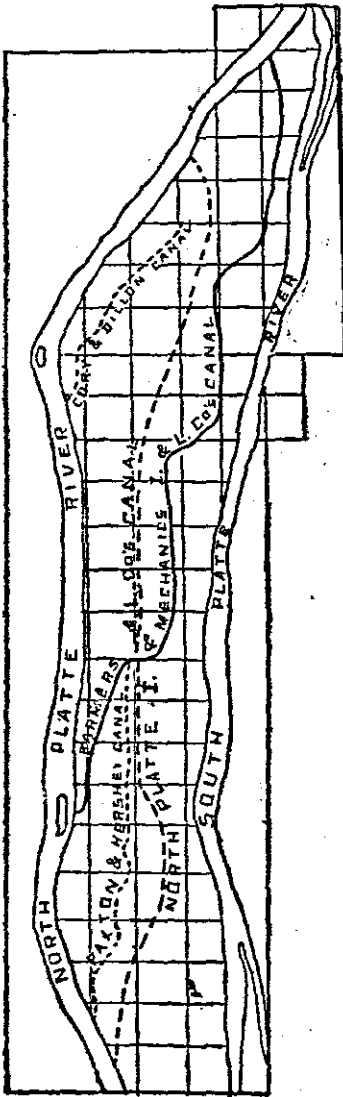 NORTH PLATTE RIVER
CODY & DILLON CANAL
PAXTON & HERSHEY CANAL
FARMERS & MECHANICS I. & L. CO'S CANAL
NORTH PLATTE I. & L. CO'S CANAL
SOUTH PLATTE RIVER